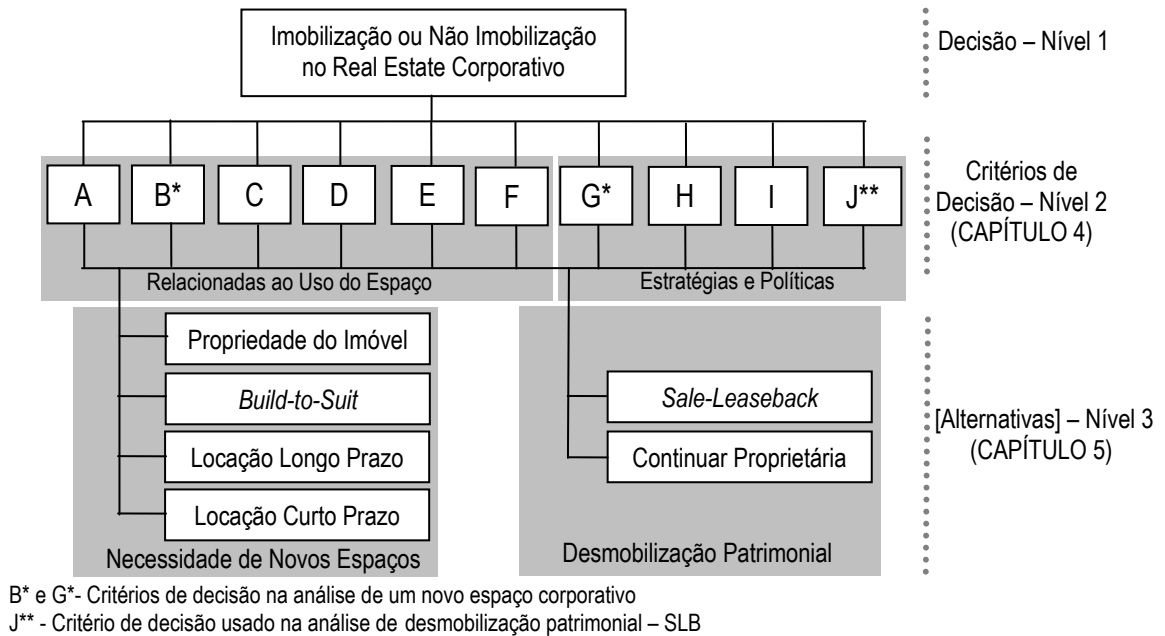 Imobilização ou Não Imobilização
no Real Estate Corporativo
Decisão – Nível 1
A
B*
C
D
E
F
G*
H
I
J**
Critérios de
Decisão – Nível 2
(CAPÍTULO 4)
Relacionadas ao Uso do Espaço
Estratégias e Políticas
Propriedade do Imóvel
Build-to-Suit
Locação Longo Prazo
Locação Curto Prazo
Necessidade de Novos Espaços
Sale-Leaseback
Continuar Proprietária
Desmobilização Patrimonial
[Alternativas] – Nível 3
(CAPÍTULO 5)
B* e G*- Critérios de decisão na análise de um novo espaço corporativo
J** - Critério de decisão usado na análise de desmobilização patrimonial – SLB